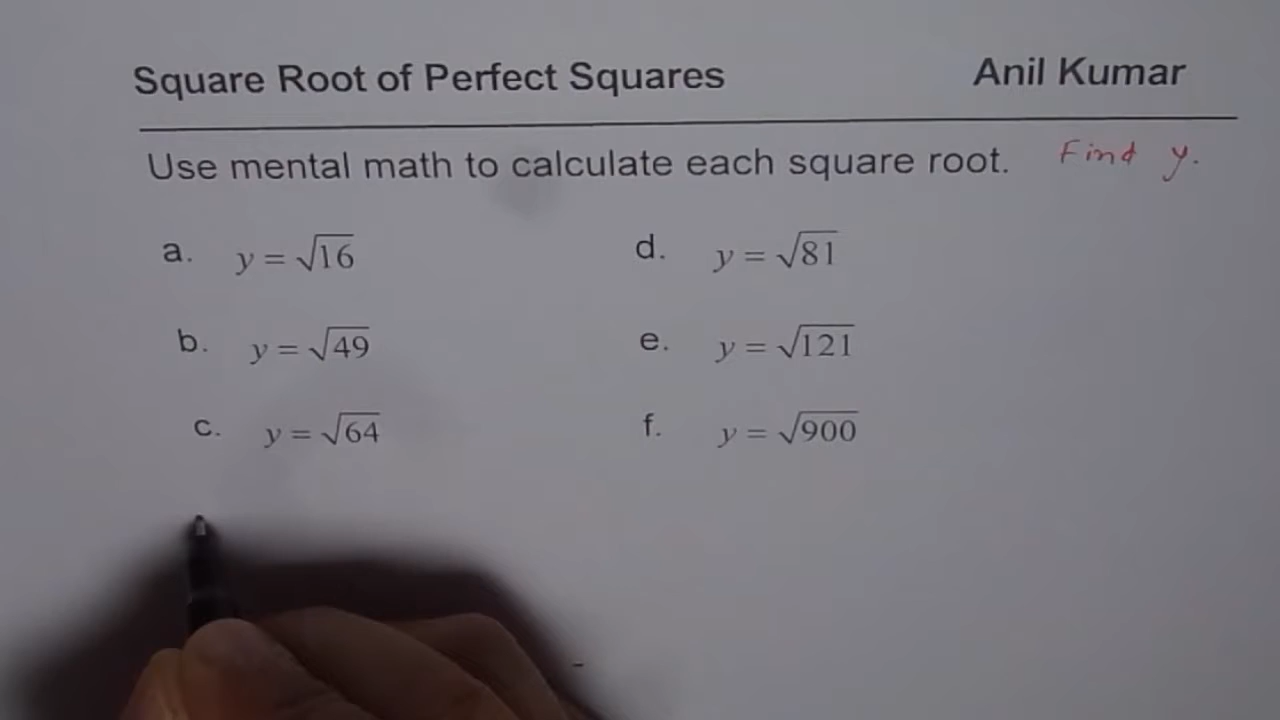 Square Root of Perfect Squares Anil Kumar
Use mental math to calculate each square root. Find y.
a. y = √16 d. y = √81
b. y = √49 e. y = √121
c. y = √64 f. y = √900